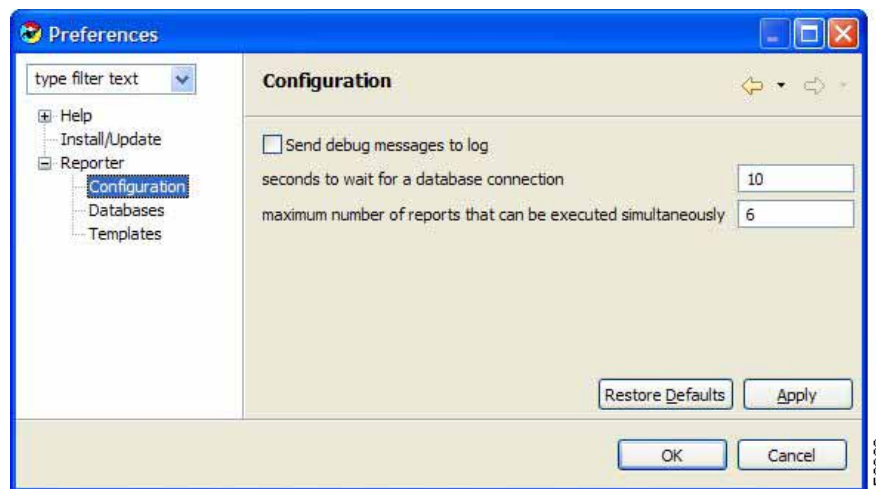 Preferences
type filter text
Configuration
Help
Install/Update
Reporter
Configuration
Databases
Templates
Send debug messages to log
seconds to wait for a database connection
10
maximum number of reports that can be executed simultaneously
6
Restore Defaults
Apply
OK
Cancel